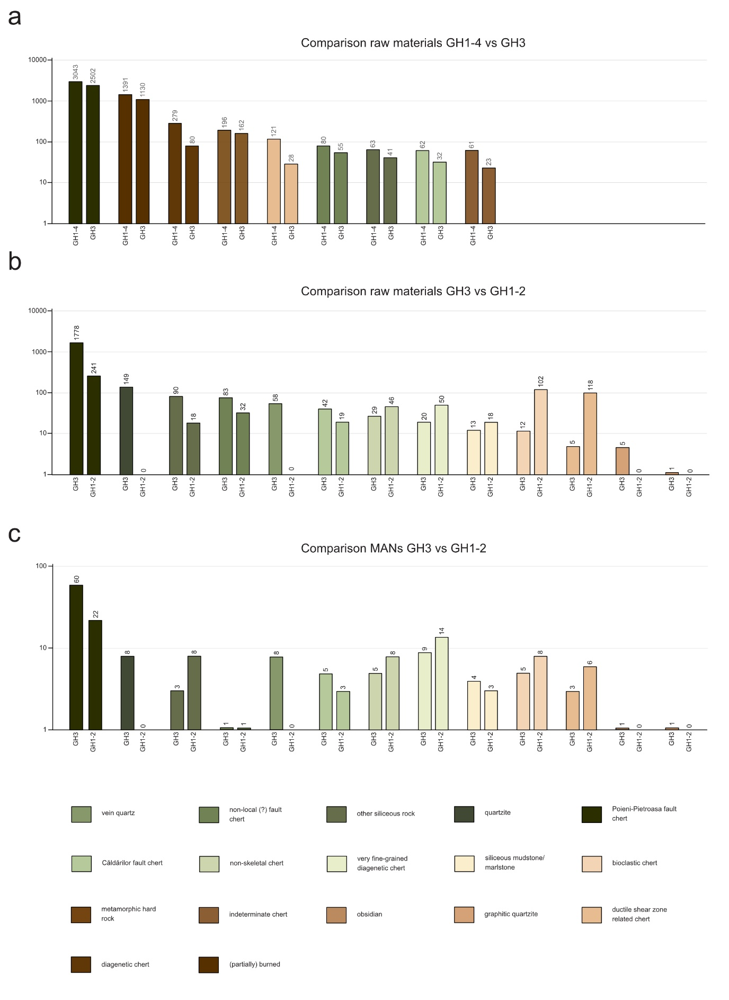 a
Comparison raw materials GH1-4 vs GH3
10000
1000
100
10
1
3043 2502 1391 1130 279 80 196 162 121 28 80 55 63 41 62 32 61 23
GH1-4 GH3 GH1-4 GH3 GH1-4 GH3 GH1-4 GH3 GH1-4 GH3 GH1-4 GH3 GH1-4 GH3 GH1-4 GH3 GH1-4 GH3
b
Comparison raw materials GH3 vs GH1-2
10000
1000
100
10
1
1778 241 149 0 90 18 83 32 58 0 42 19 29 46 20 50 13 18 12 102 5 118 5 0 1 0
GH3 GH1-2 GH3 GH1-2 GH3 GH1-2 GH3 GH1-2 GH3 GH1-2 GH3 GH1-2 GH3 GH1-2 GH3 GH1-2 GH3 GH1-2 GH3 GH1-2 GH3 GH1-2 GH3 GH1-2 GH3 GH1-2
c
Comparison MANs GH3 vs GH1-2
100
10
1
60 22 8 0 3 8 1 1 8 0 5 3 5 8 9 14 4 3 5 8 3 6 1 0 1 0
GH3 GH1-2 GH3 GH1-2 GH3 GH1-2 GH3 GH1-2 GH3 GH1-2 GH3 GH1-2 GH3 GH1-2 GH3 GH1-2 GH3 GH1-2 GH3 GH1-2 GH3 GH1-2 GH3 GH1-2 GH3 GH1-2
vein quartz
non-local (?) fault
chert
other siliceous rock
quartzite
Poieni-Pietroasa fault
chert
Căldărilor fault chert
non-skeletal chert
very fine-grained
diagenetic chert
siliceous mudstone/
marlstone
bioclastic chert
metamorphic hard
rock
indeterminate chert
obsidian
graphitic quartzite
ductile shear zone
related chert
diagenetic chert
(partially) burned